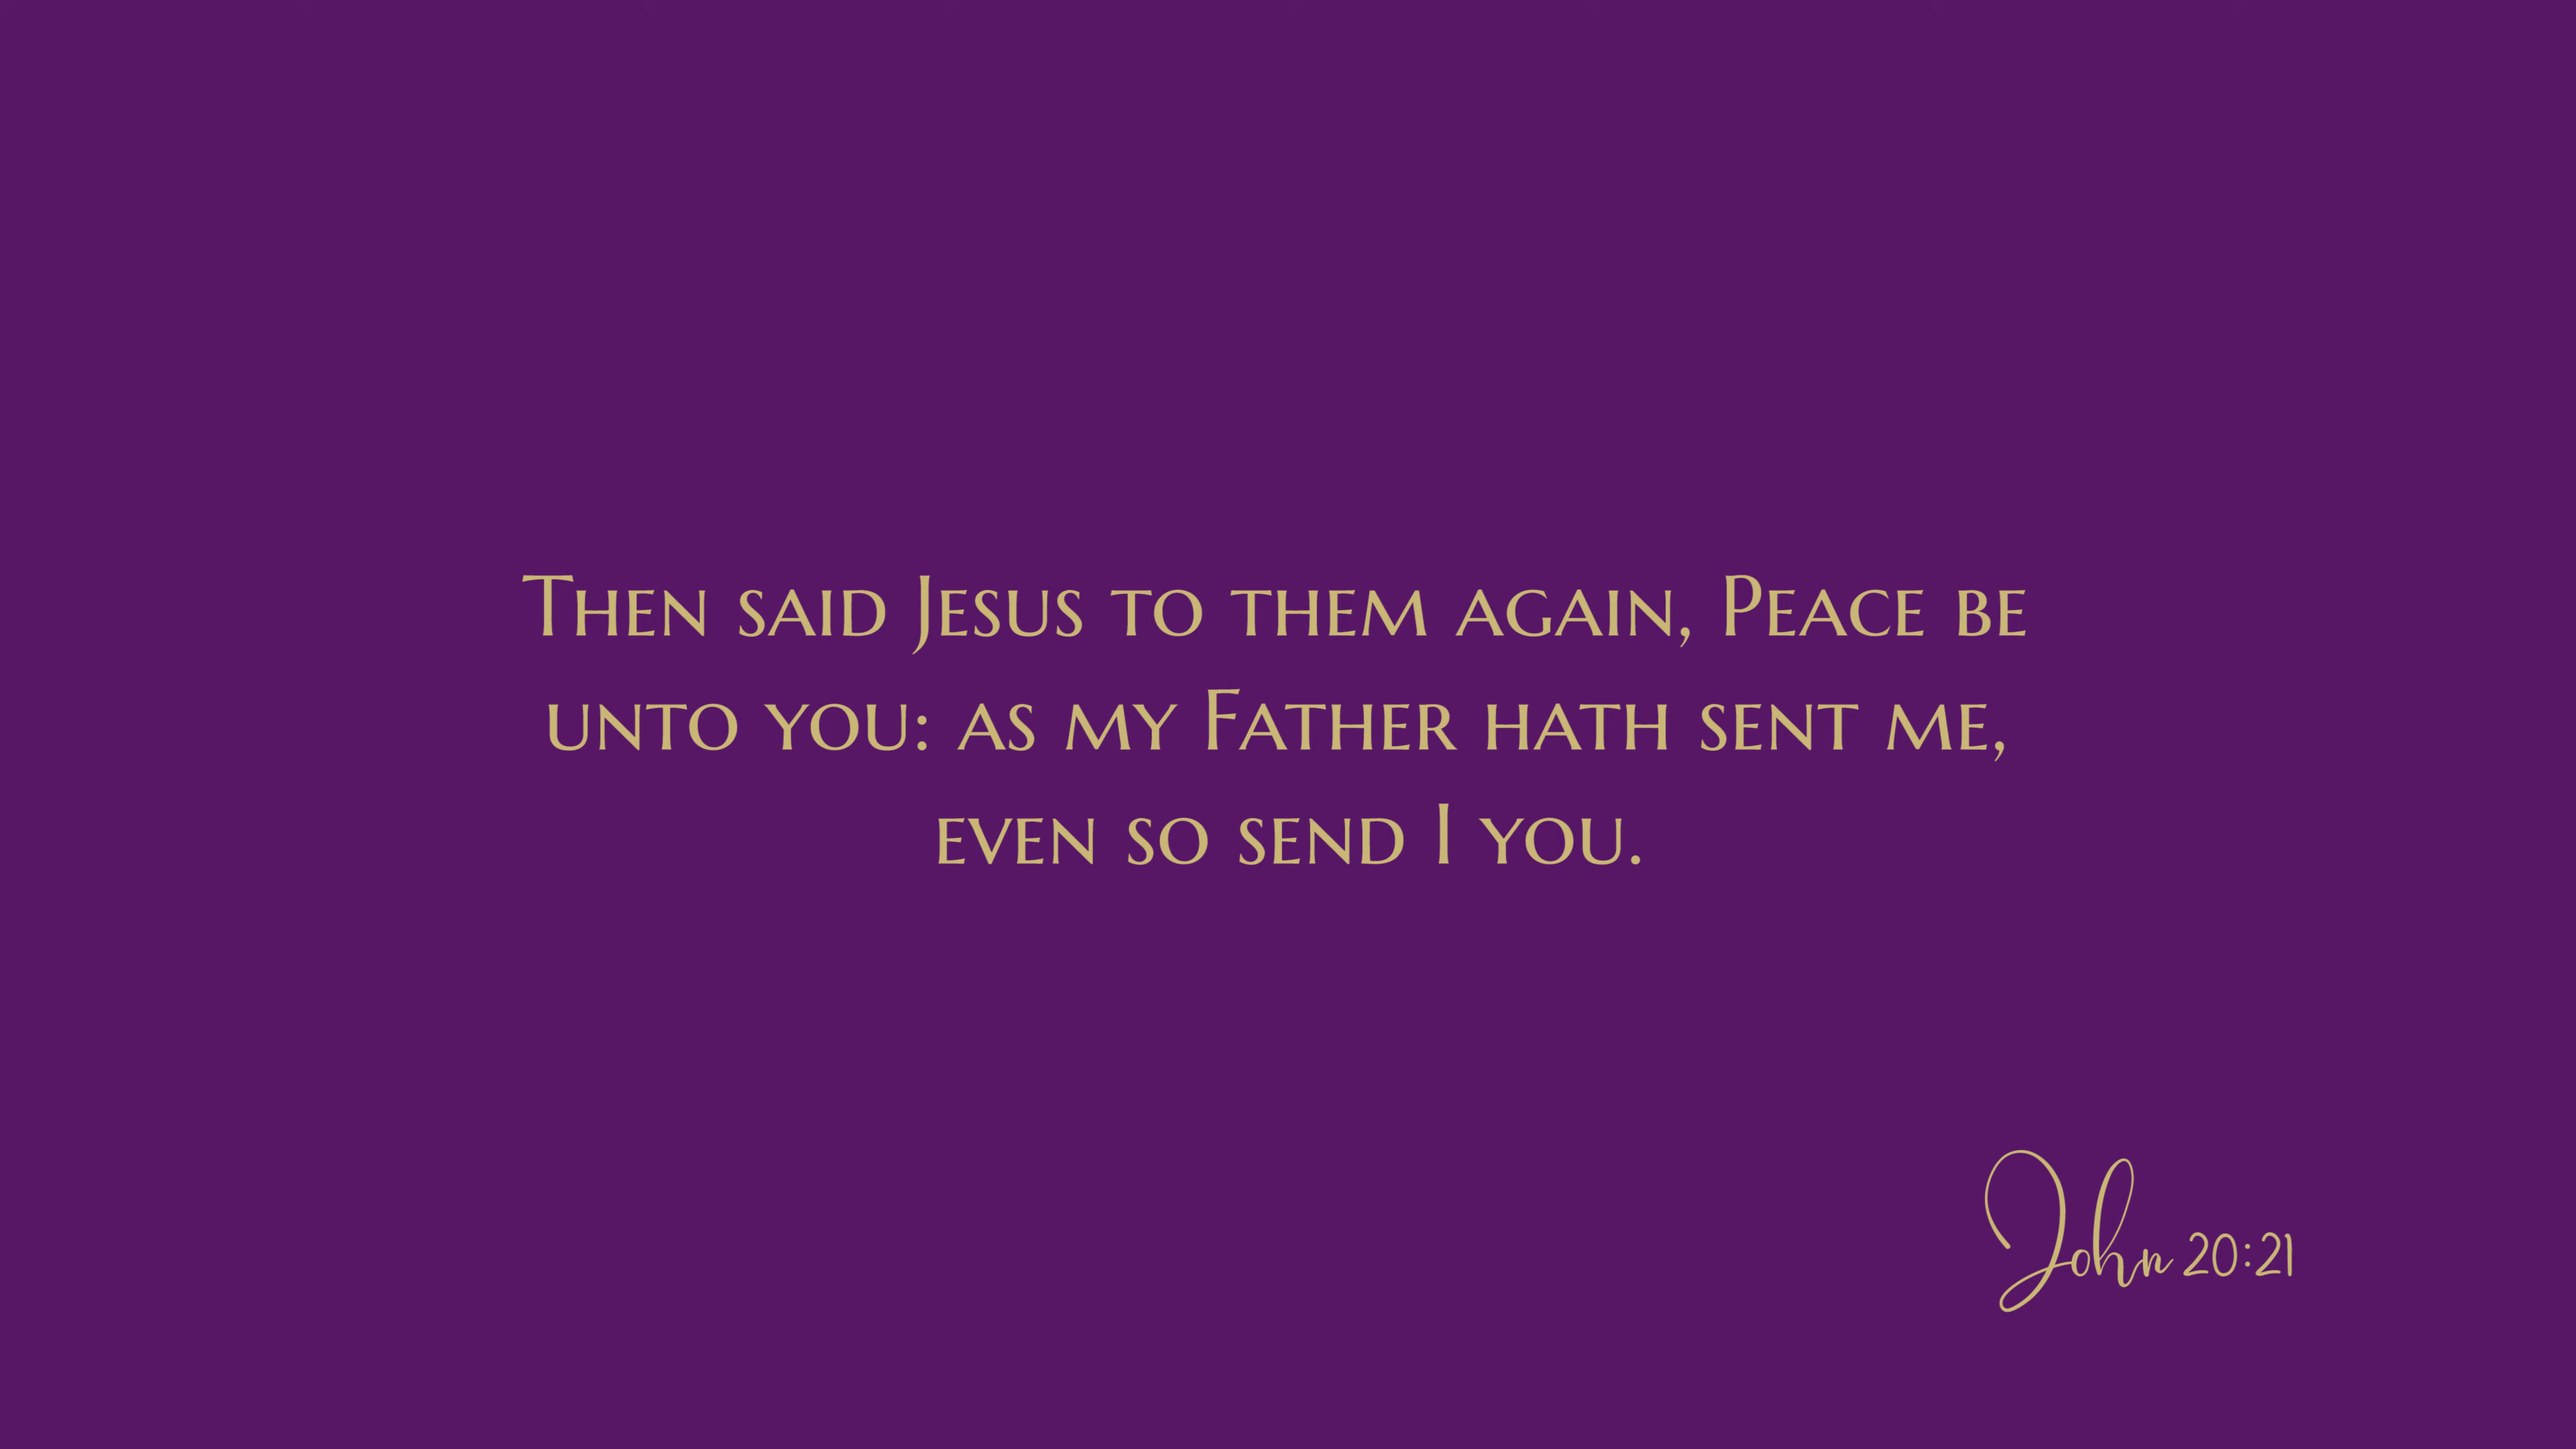 Then said Jesus to them again, Peace be
unto you: as my Father hath sent me,
even so send I you.
John 20:21